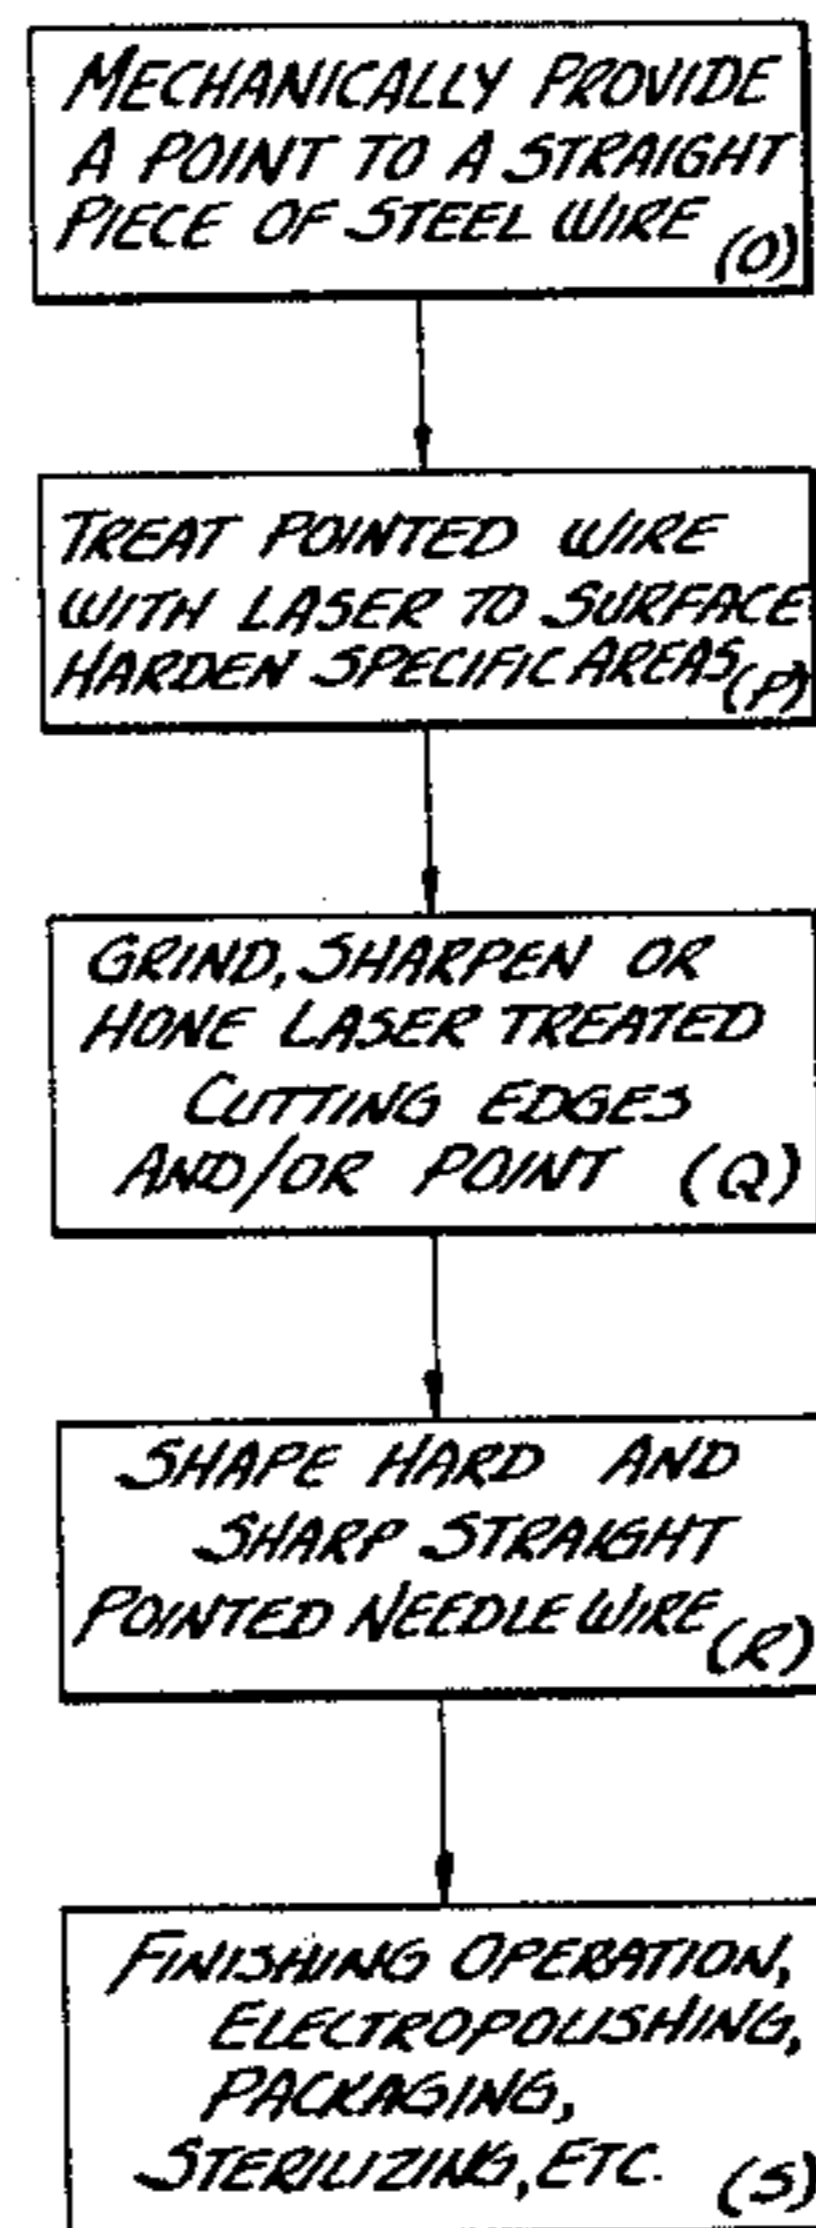 MECHANICALLY PROVIDE
A POINT TO A STRAIGHT
PIECE OF STEEL WIRE (O)
TREAT POINTED WIRE
WITH LASER TO SURFACE
HARDEN SPECIFIC AREAS (P)
GRIND, SHARPEN OR
HONE LASER TREATED
CUTTING EDGES
AND/OR POINT (Q)
SHAPE HARD AND
SHARP STRAIGHT
POINTED NEEDLE WIRE (R)
FINISHING OPERATION,
ELECTROPOLISHING,
PACKAGING,
STERILIZING, ETC. (S)